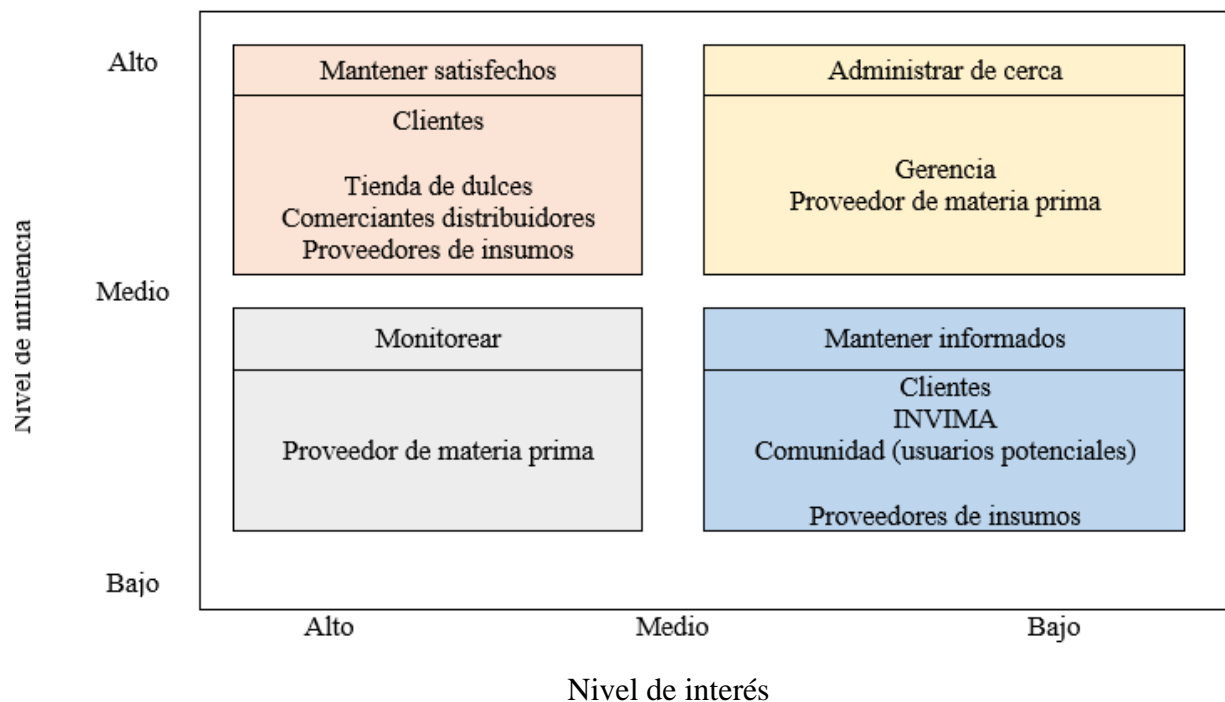 Alto
Mantener satisfechos
Administrar de cerca
Clientes
Tienda de dulces
Comerciantes distribuidores
Proveedores de insumos
Gerencia
Proveedor de materia prima
Nivel de influencia
Medio
Monitorear
Mantener informados
Proveedor de materia prima
Clientes
INVIMA
Comunidad (usuarios potenciales)
Proveedores de insumos
Bajo
Alto
Medio
Bajo
Nivel de interés